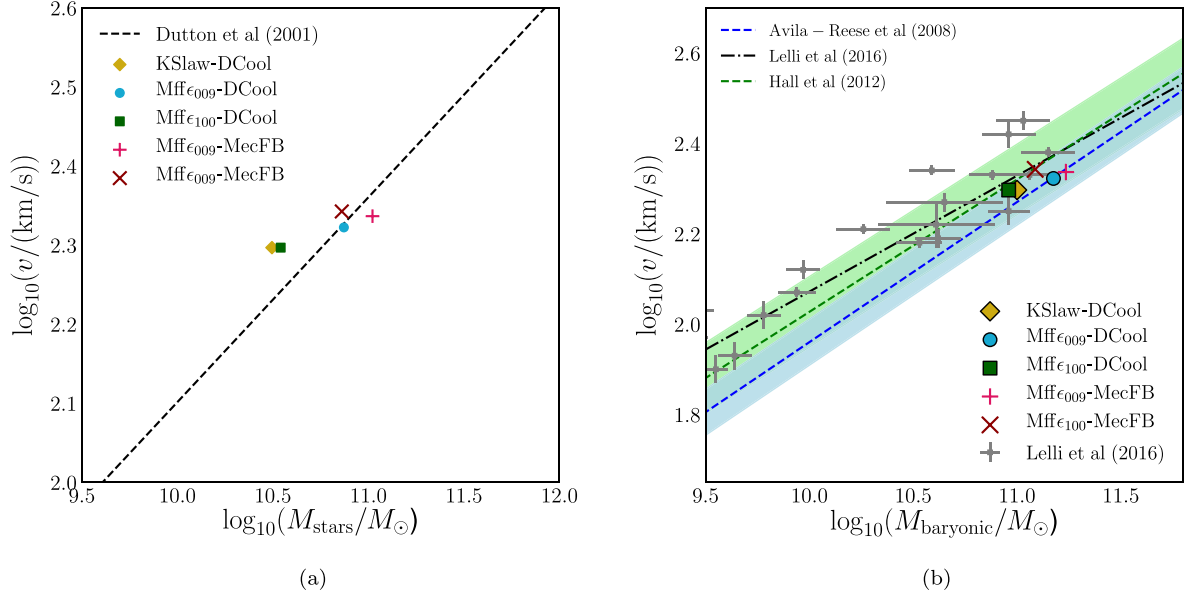 2.6
2.5
2.4
2.3
2.2
2.1
2.0
log₁₀(v/(km/s))
Dutton et al (2001)
KSlaw-DCool
Mffϵ₀₀₉-DCool
Mffϵ₁₀₀-DCool
Mffϵ₀₀₉-MecFB
Mffϵ₀₀₉-MecFB
9.5 10.0 10.5 11.0 11.5 12.0
log₁₀(M_stars/M_⊙)
(a)
2.6
2.4
2.2
2.0
1.8
log₁₀(v/(km/s))
Avila − Reese et al (2008)
Lelli et al (2016)
Hall et al (2012)
KSlaw-DCool
Mffϵ₀₀₉-DCool
Mffϵ₁₀₀-DCool
Mffϵ₀₀₉-MecFB
Mffϵ₁₀₀-MecFB
Lelli et al (2016)
9.5 10.0 10.5 11.0 11.5
log₁₀(M_baryonic/M_⊙)
(b)